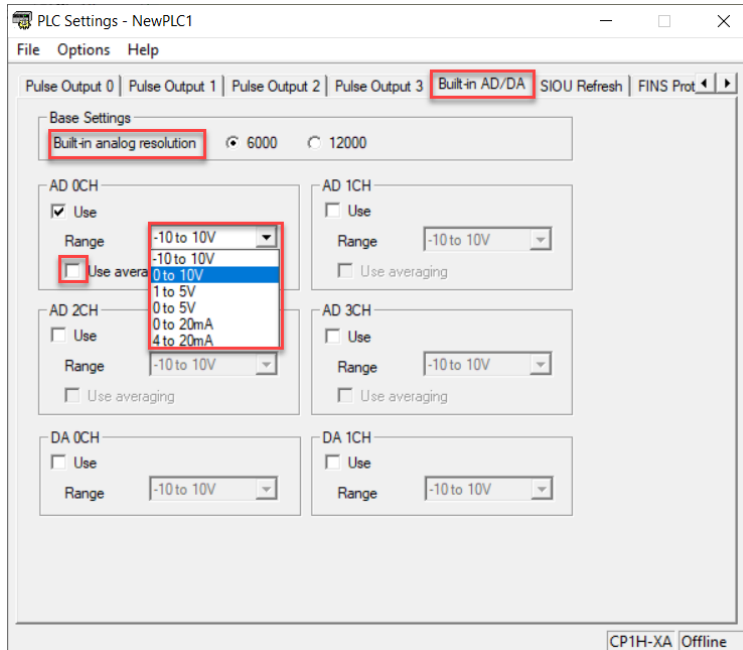 PLC Settings - NewPLC1
File Options Help
Pulse Output 0 Pulse Output 1 Pulse Output 2 Pulse Output 3 Built-in AD/DA SIOU Refresh FINS Prot
Base Settings
Built-in analog resolution 6000 12000
AD 0CH AD 1CH
Use Use
Range -10 to 10V Range -10 to 10V
-10 to 10V
Use avera 0 to 10V Use averaging
1 to 5V
AD 2CH 0 to 5V AD 3CH
Use 0 to 20mA Use
4 to 20mA
Range -10 to 10V Range -10 to 10V
Use averaging Use averaging
DA 0CH DA 1CH
Use Use
Range -10 to 10V Range -10 to 10V
CP1H-XA Offline